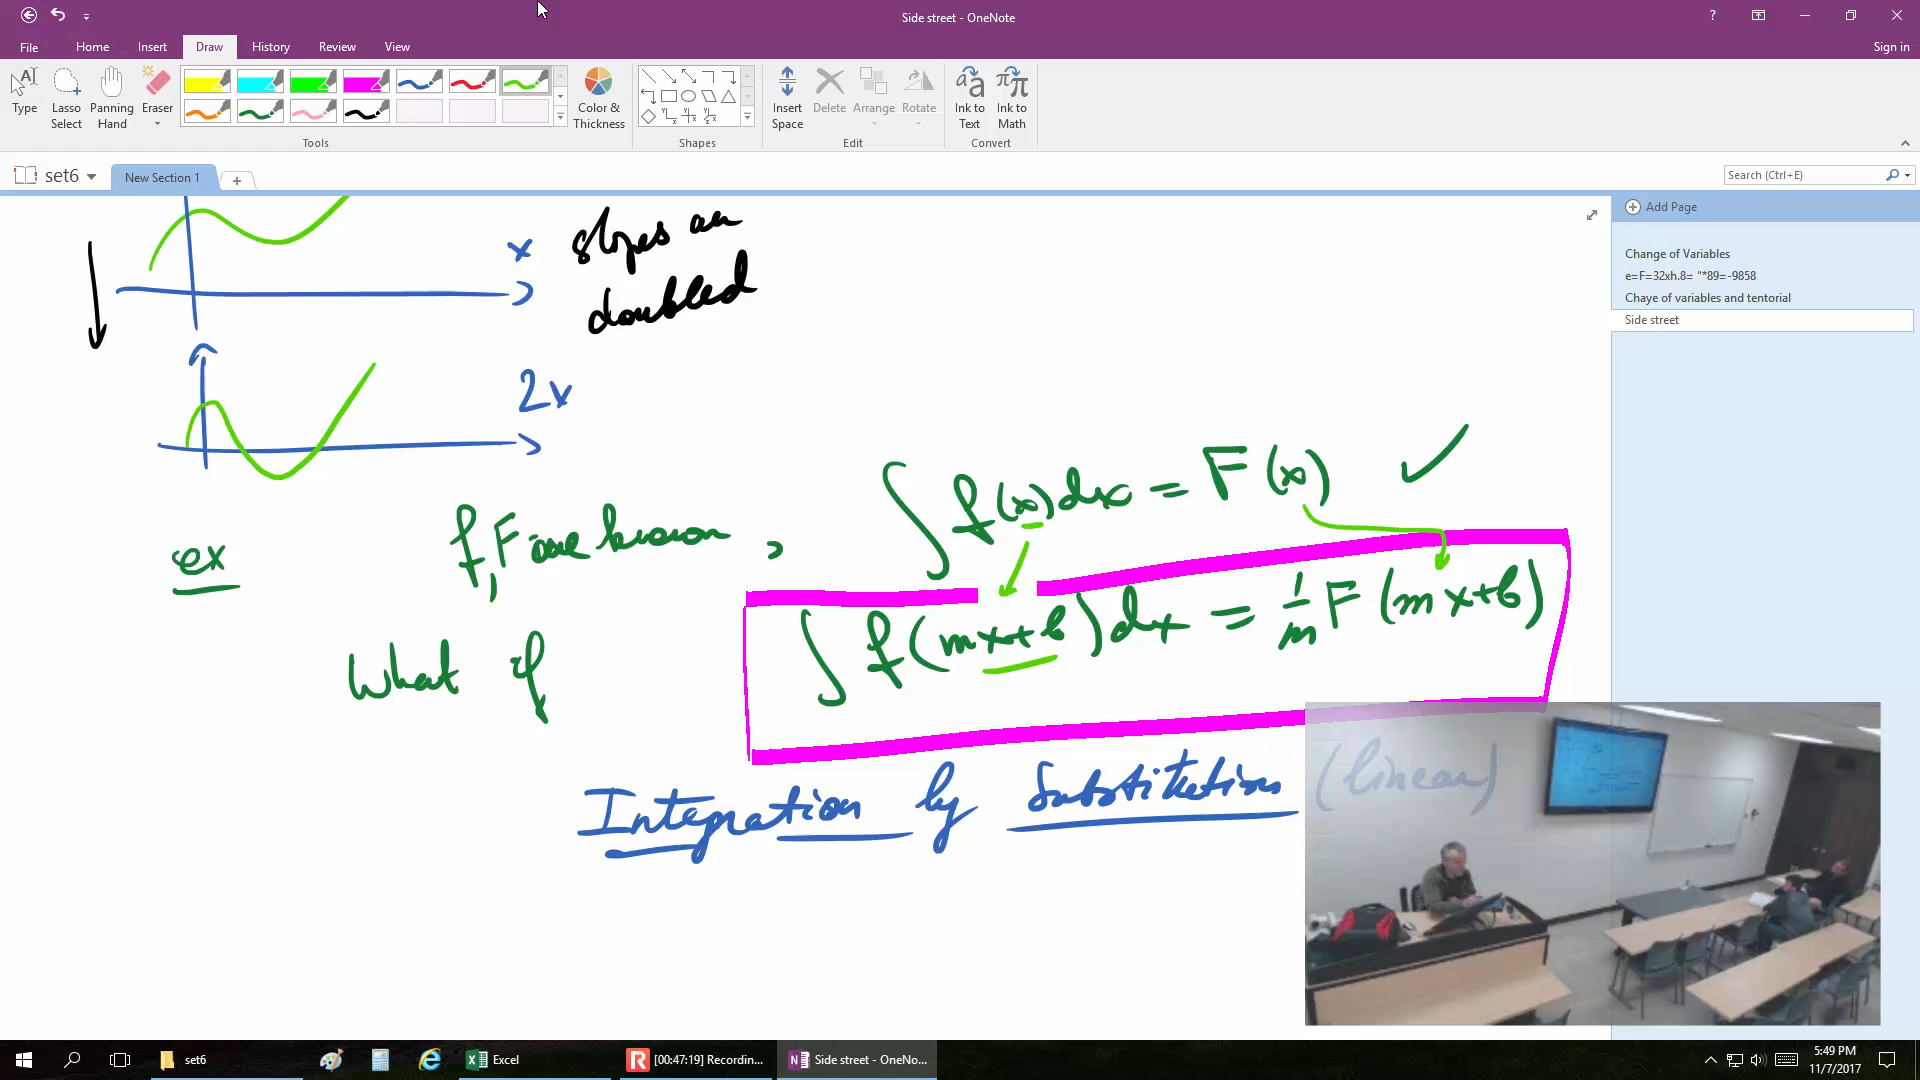 Side street - OneNote
File Home Insert Draw History Review View
Sign in
Type Lasso Select Panning Hand Eraser Color & Thickness Insert Space Delete Arrange Rotate Ink to Text Ink to Math
Tools Shapes Edit Convert
set6 New Section 1 Search (Ctrl+E)
Add Page
Change of Variables
e=F=32xh.8= "*89=-9858
Chaye of variables and tentorial
Side street
x slopes are
doubled
2x
∫ f(x)dx = F(x) ✓
ex f, F are known ,
What if ∫ f(mx+b)dx = 1/m F(mx+b)
Integration by Substitution (linear)
set6 Excel [00:47:19] Recordin... Side street - OneNo...
5:49 PM
11/7/2017